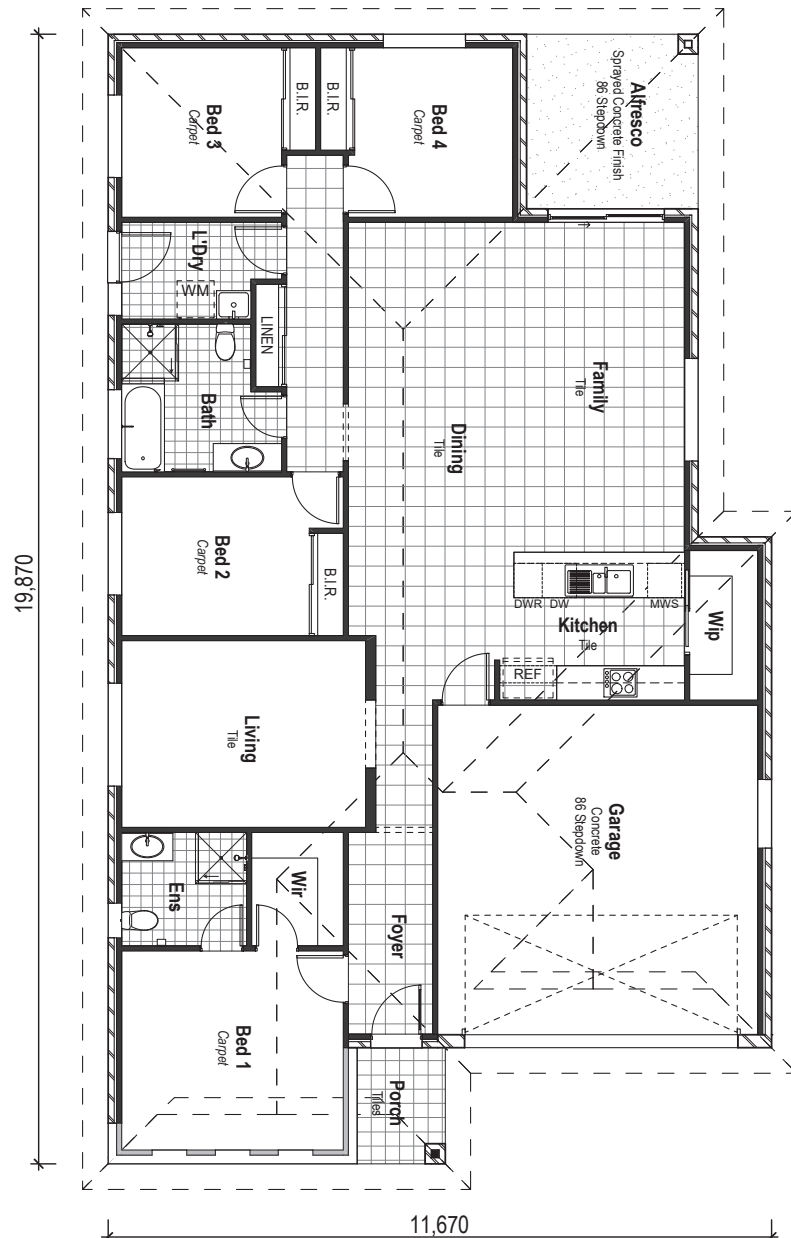 Alfresco
Sprayed Concrete Finish
86 Stepdown
Bed 3
Carpet
B.I.R.
B.I.R.
Bed 4
Carpet
L'Dry
WM
LINEN
Bath
Family
Tile
Dining
Tile
Bed 2
Carpet
B.I.R.
DWR
DW
MWS
Kitchen
Tile
Wip
REF
19,870
Living
Tile
Garage
Concrete
86 Stepdown
Ens
Wir
Foyer
Bed 1
Carpet
Porch
Tiles
11,670